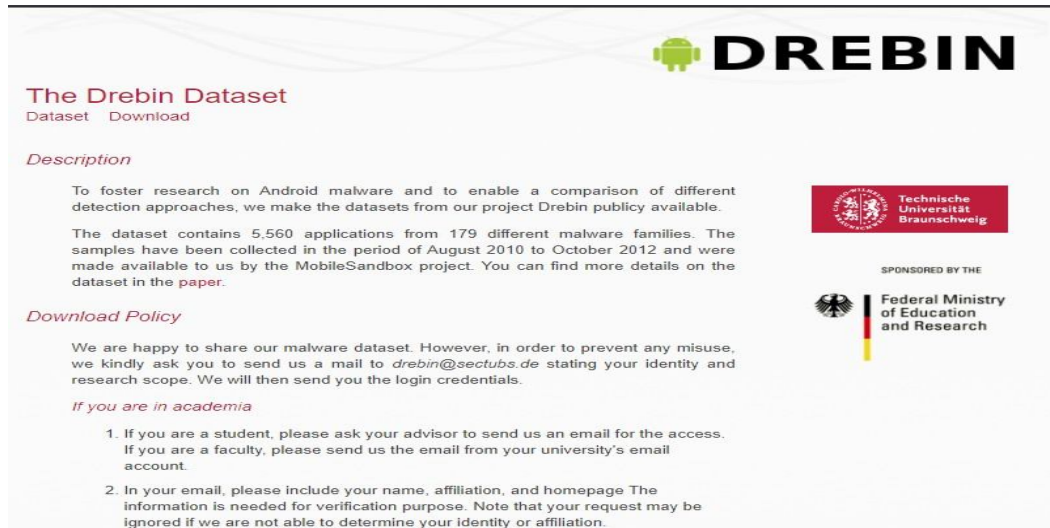 DREBIN
The Drebin Dataset
Dataset Download
Description
To foster research on Android malware and to enable a comparison of different
detection approaches, we make the datasets from our project Drebin publicy available.
The dataset contains 5,560 applications from 179 different malware families. The
samples have been collected in the period of August 2010 to October 2012 and were
made available to us by the MobileSandbox project. You can find more details on the
dataset in the paper.
Download Policy
We are happy to share our malware dataset. However, in order to prevent any misuse,
we kindly ask you to send us a mail to drebin@sectubs.de stating your identity and
research scope. We will then send you the login credentials.
If you are in academia
1. If you are a student, please ask your advisor to send us an email for the access.
If you are a faculty, please send us the email from your university's email
account.
2. In your email, please include your name, affiliation, and homepage The
information is needed for verification purpose. Note that your request may be
ignored if we are not able to determine your identity or affiliation.
Technische
Universität
Braunschweig
SPONSORED BY THE
Federal Ministry
of Education
and Research